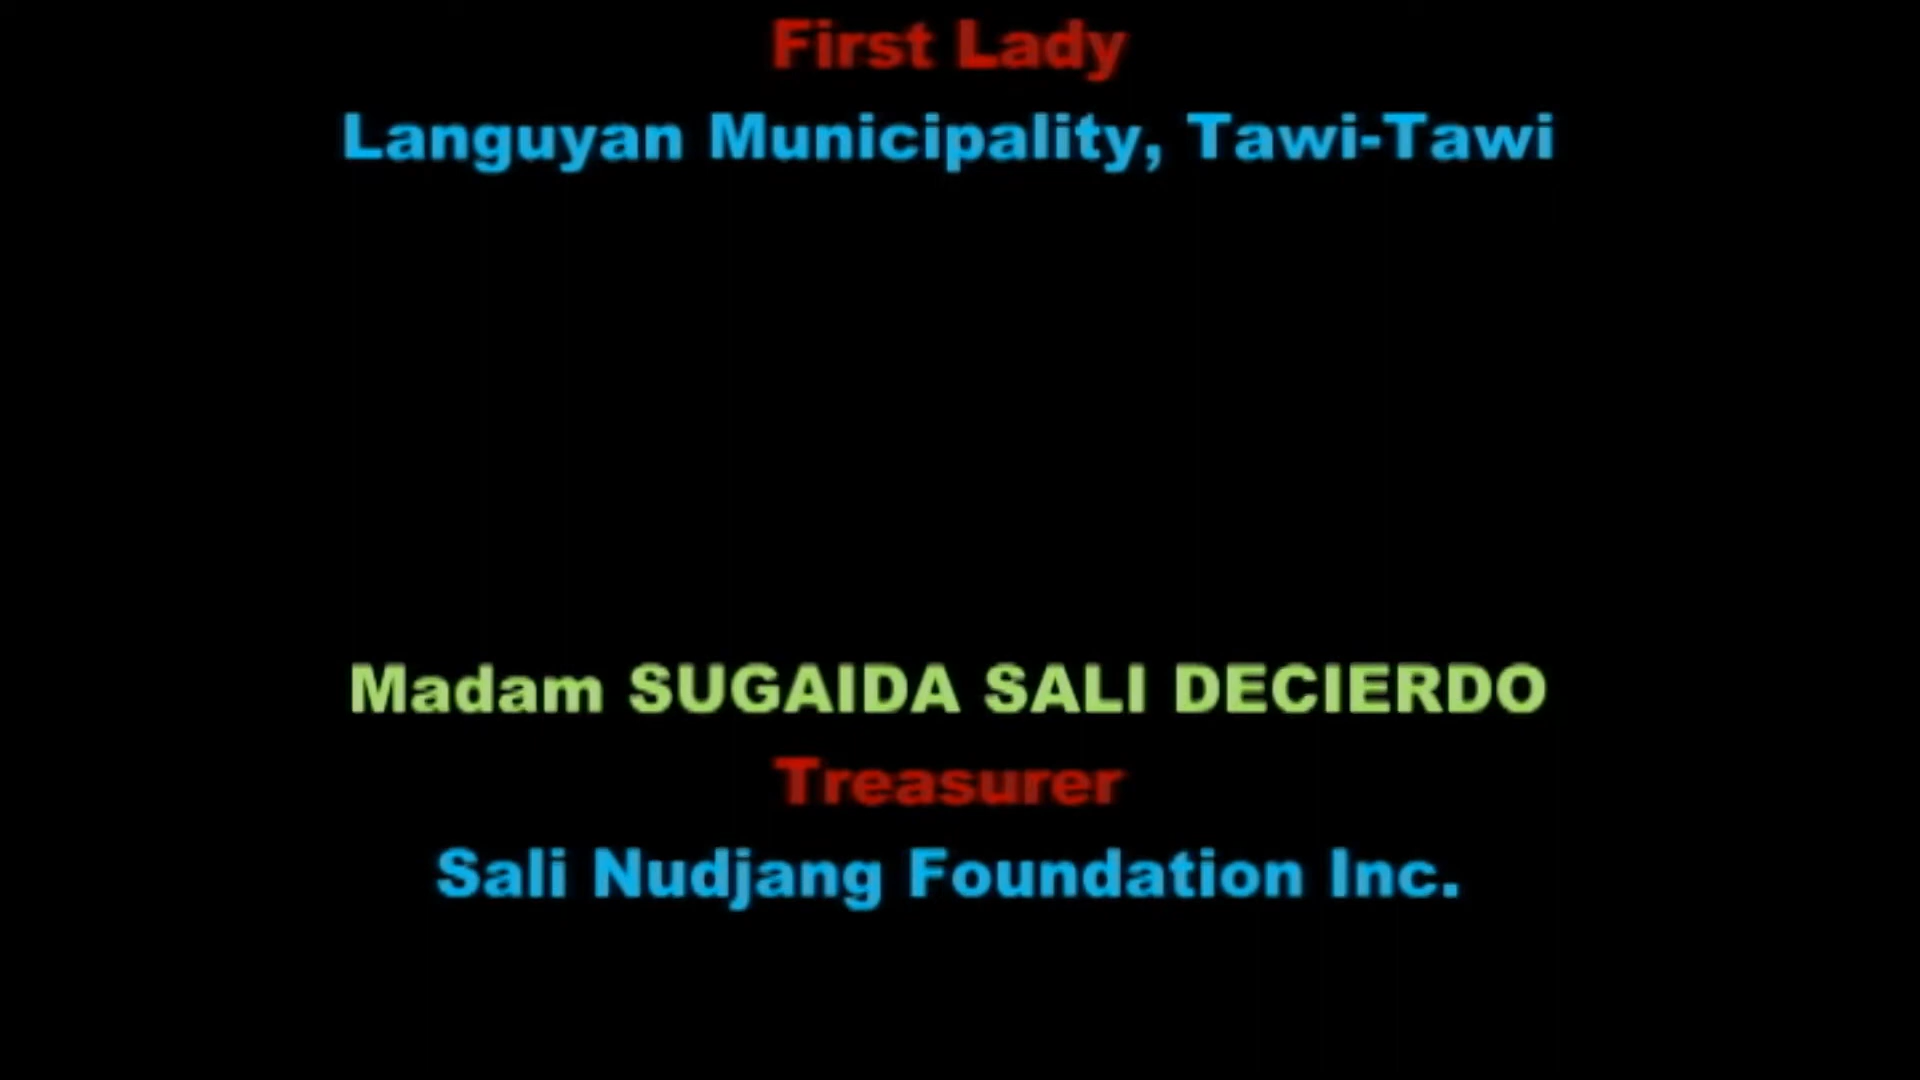 First Lady
Languyan Municipality, Tawi-Tawi
Madam SUGAIDA SALI DECIERDO
Treasurer
Sali Nudjang Foundation Inc.